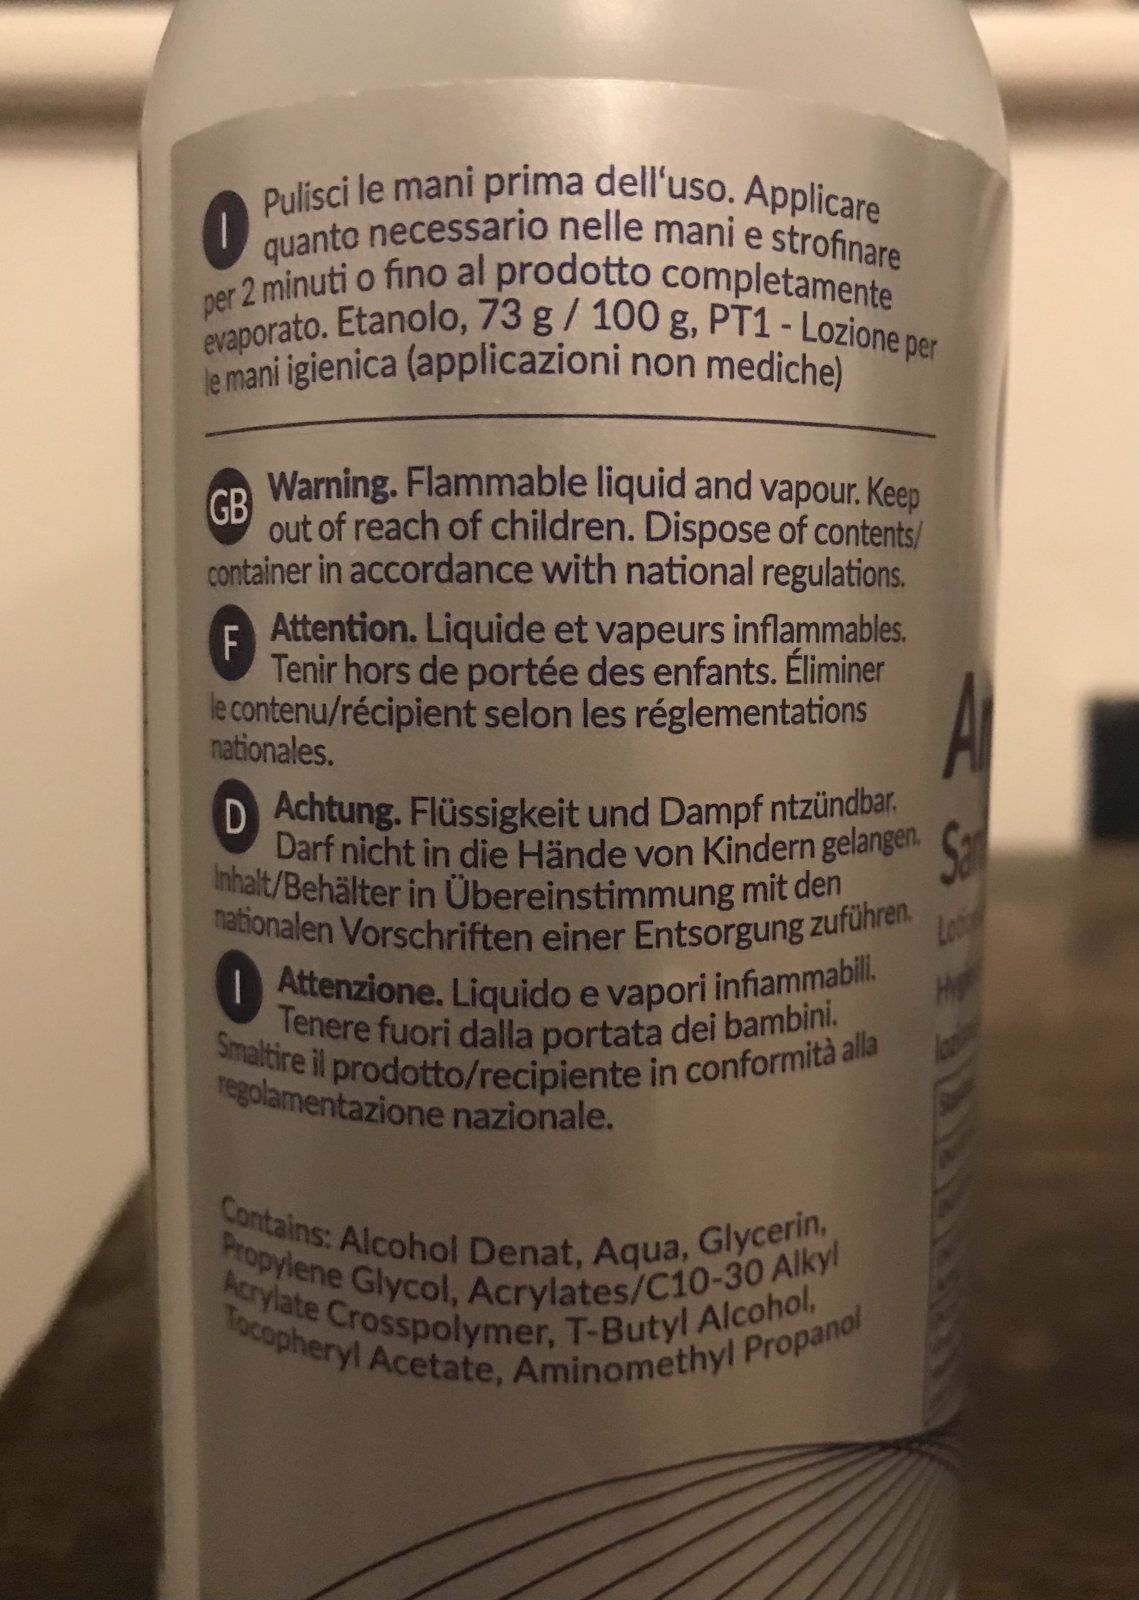 I Pulisci le mani prima dell‘uso. Applicare
quanto necessario nelle mani e strofinare
per 2 minuti o fino al prodotto completamente
evaporato. Etanolo, 73 g / 100 g, PT1 - Lozione per
le mani igienica (applicazioni non mediche)
GB Warning. Flammable liquid and vapour. Keep
out of reach of children. Dispose of contents/
container in accordance with national regulations.
F Attention. Liquide et vapeurs inflammables.
Tenir hors de portée des enfants. Éliminer
le contenu/récipient selon les réglementations
nationales.
D Achtung. Flüssigkeit und Dampf ntzündbar.
Darf nicht in die Hände von Kindern gelangen.
Inhalt/Behälter in Übereinstimmung mit den
nationalen Vorschriften einer Entsorgung zuführen.
I Attenzione. Liquido e vapori infiammabili.
Tenere fuori dalla portata dei bambini.
Smaltire il prodotto/recipiente in conformità alla
regolamentazione nazionale.
Contains: Alcohol Denat, Aqua, Glycerin,
Propylene Glycol, Acrylates/C10-30 Alkyl
Acrylate Crosspolymer, T-Butyl Alcohol,
Tocopheryl Acetate, Aminomethyl Propanol